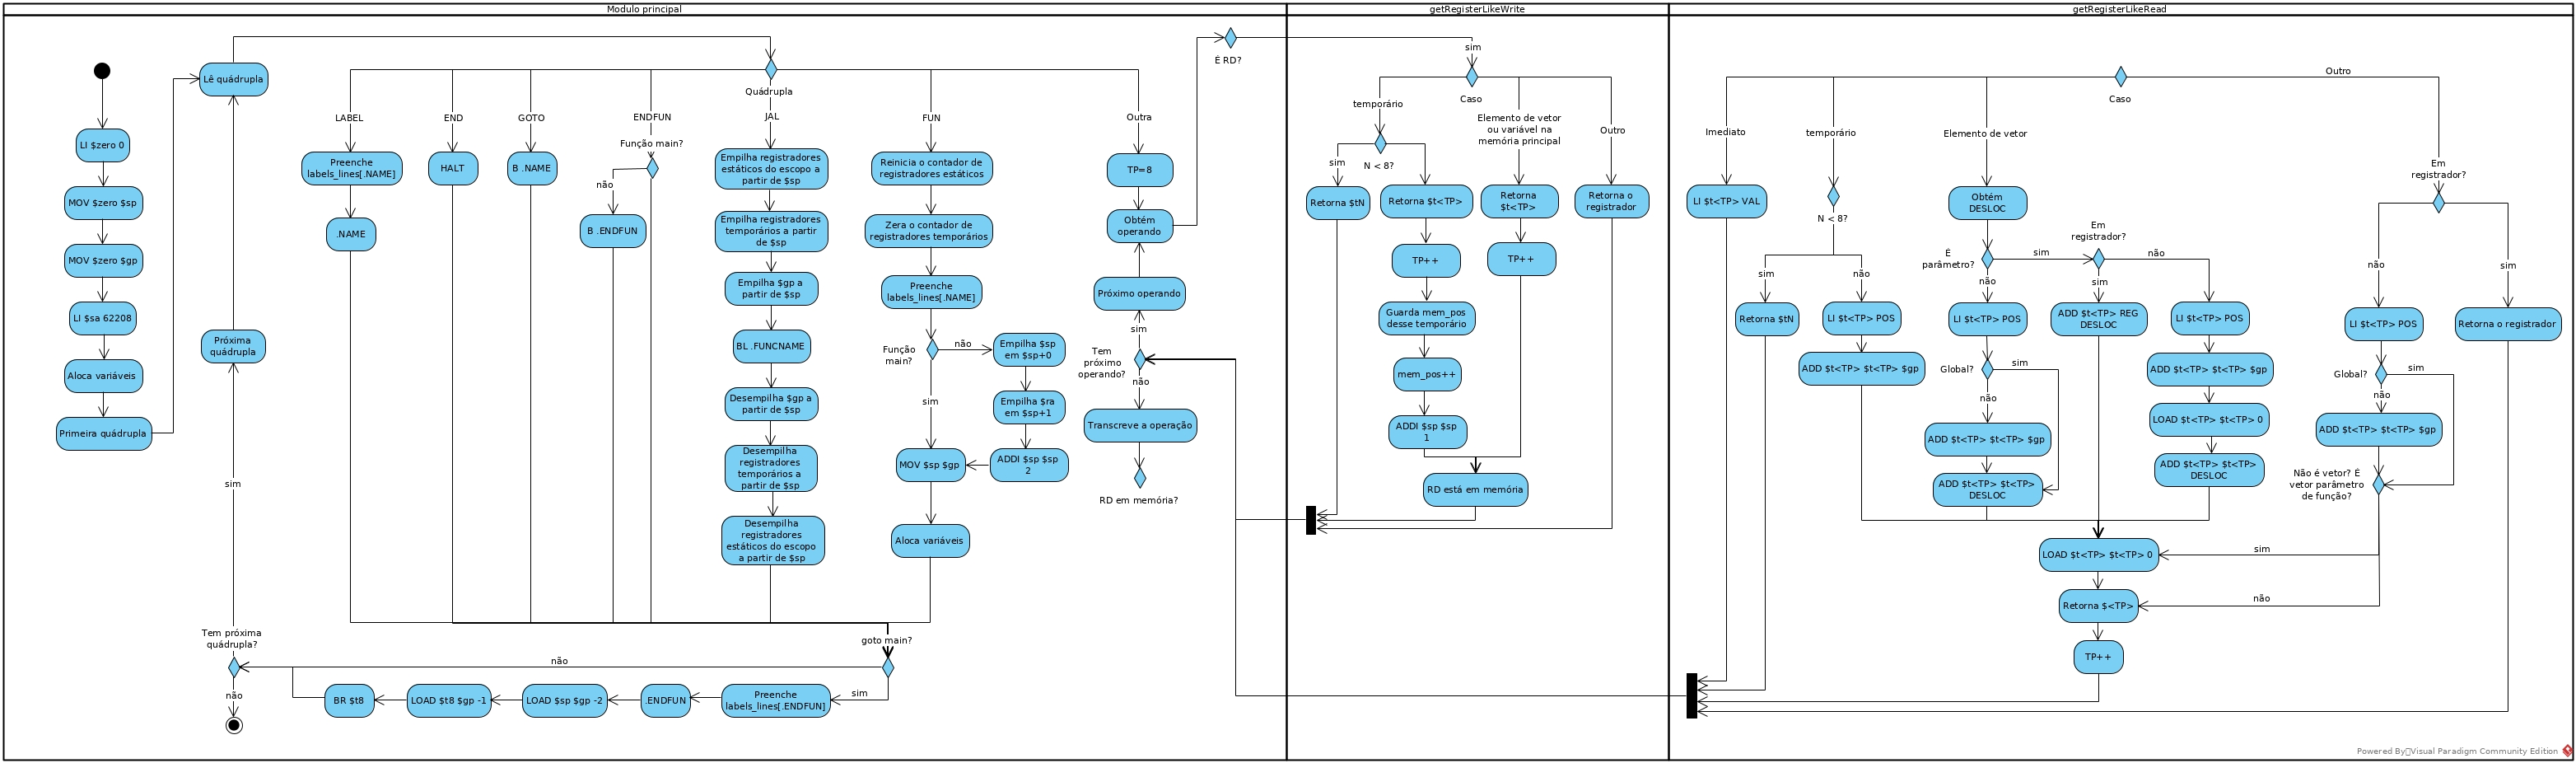 Modulo principal
getRegisterLikeWrite
getRegisterLikeRead
LI $zero 0
MOV $zero $sp
MOV $zero $gp
LI $sa 62208
Aloca variáveis
Primeira quádrupla
Lê quádrupla
Próxima
quádrupla
sim
Tem próxima
quádrupla?
não
Quádrupla
LABEL
Preenche
labels_lines[.NAME]
.NAME
END
HALT
GOTO
B .NAME
ENDFUN
Função main?
não
B .ENDFUN
JAL
Empilha registradores
estáticos do escopo a
partir de $sp
Empilha registradores
temporários a partir
de $sp
Empilha $gp a
partir de $sp
BL .FUNCNAME
Desempilha $gp a
partir de $sp
Desempilha
registradores
temporários a
partir de $sp
Desempilha
registradores
estáticos do escopo
a partir de $sp
FUN
Reinicia o contador de
registradores estáticos
Zera o contador de
registradores temporários
Preenche
labels_lines[.NAME]
Função
main?
não
Empilha $sp
em $sp+0
Empilha $ra
em $sp+1
ADDI $sp $sp
2
sim
MOV $sp $gp
Aloca variáveis
goto main?
não
sim
Preenche
labels_lines[.ENDFUN]
.ENDFUN
LOAD $sp $gp -2
LOAD $t8 $gp -1
BR $t8
Outra
TP=8
Obtém
operando
Próximo operando
sim
Tem
próximo
operando?
não
Transcreve a operação
RD em memória?
É RD?
sim
Caso
temporário
N < 8?
sim
Retorna $tN
Retorna $t<TP>
TP++
Guarda mem_pos
desse temporário
mem_pos++
ADDI $sp $sp
1
Elemento de vetor
ou variável na
memória principal
Retorna
$t<TP>
TP++
RD está em memória
Outro
Retorna o
registrador
Caso
Imediato
LI $t<TP> VAL
temporário
N < 8?
sim
Retorna $tN
não
LI $t<TP> POS
ADD $t<TP> $t<TP> $gp
Elemento de vetor
Obtém
DESLOC
É
parâmetro?
sim
Em
registrador?
não
não
LI $t<TP> POS
Global?
sim
não
ADD $t<TP> $t<TP> $gp
ADD $t<TP> $t<TP>
DESLOC
sim
ADD $t<TP> REG
DESLOC
LI $t<TP> POS
ADD $t<TP> $t<TP> $gp
LOAD $t<TP> $t<TP> 0
ADD $t<TP> $t<TP>
DESLOC
Outro
Em
registrador?
não
LI $t<TP> POS
Global?
sim
não
ADD $t<TP> $t<TP> $gp
Não é vetor? É
vetor parâmetro
de função?
sim
Retorna o registrador
sim
LOAD $t<TP> $t<TP> 0
não
Retorna $<TP>
TP++
Powered By Visual Paradigm Community Edition